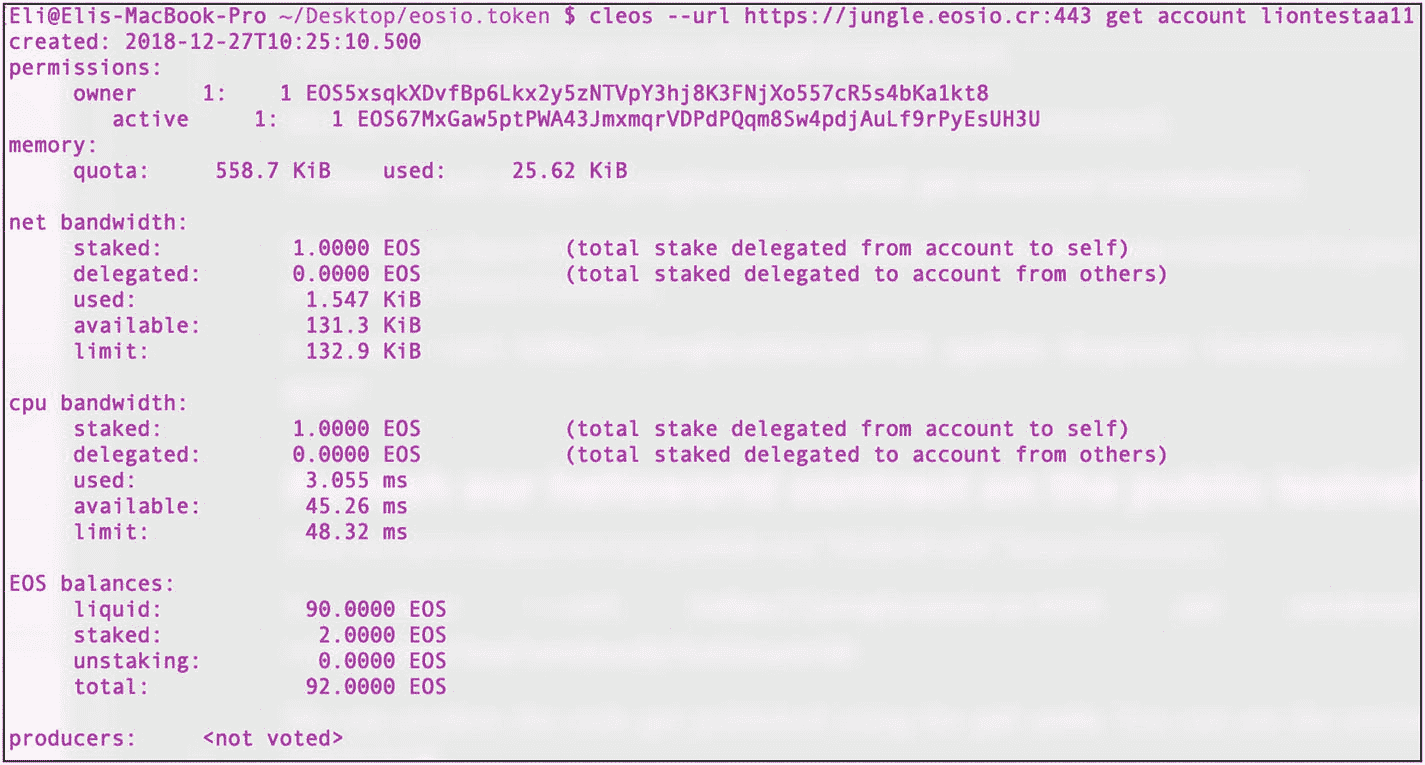 Eli@Elis-MacBook-Pro ~/Desktop/eosio.token $ cleos --url https://jungle.eosio.cr:443 get account liontestaa11
created: 2018-12-27T10:25:10.500
permissions:
owner 1: 1 EOS5xsqkXDvfBp6Lkx2y5zNTVpY3hj8K3FNjXo557cR5s4bKa1kt8
active 1: 1 EOS67MxGaw5ptPWA43JmxmqrVDPdPQqm8Sw4pdjAuLf9rPyEsUH3U
memory:
quota: 558.7 KiB used: 25.62 KiB
net bandwidth:
staked: 1.0000 EOS (total stake delegated from account to self)
delegated: 0.0000 EOS (total staked delegated to account from others)
used: 1.547 KiB
available: 131.3 KiB
limit: 132.9 KiB
cpu bandwidth:
staked: 1.0000 EOS (total stake delegated from account to self)
delegated: 0.0000 EOS (total staked delegated to account from others)
used: 3.055 ms
available: 45.26 ms
limit: 48.32 ms
EOS balances:
liquid: 90.0000 EOS
staked: 2.0000 EOS
unstaking: 0.0000 EOS
total: 92.0000 EOS
producers: <not voted>